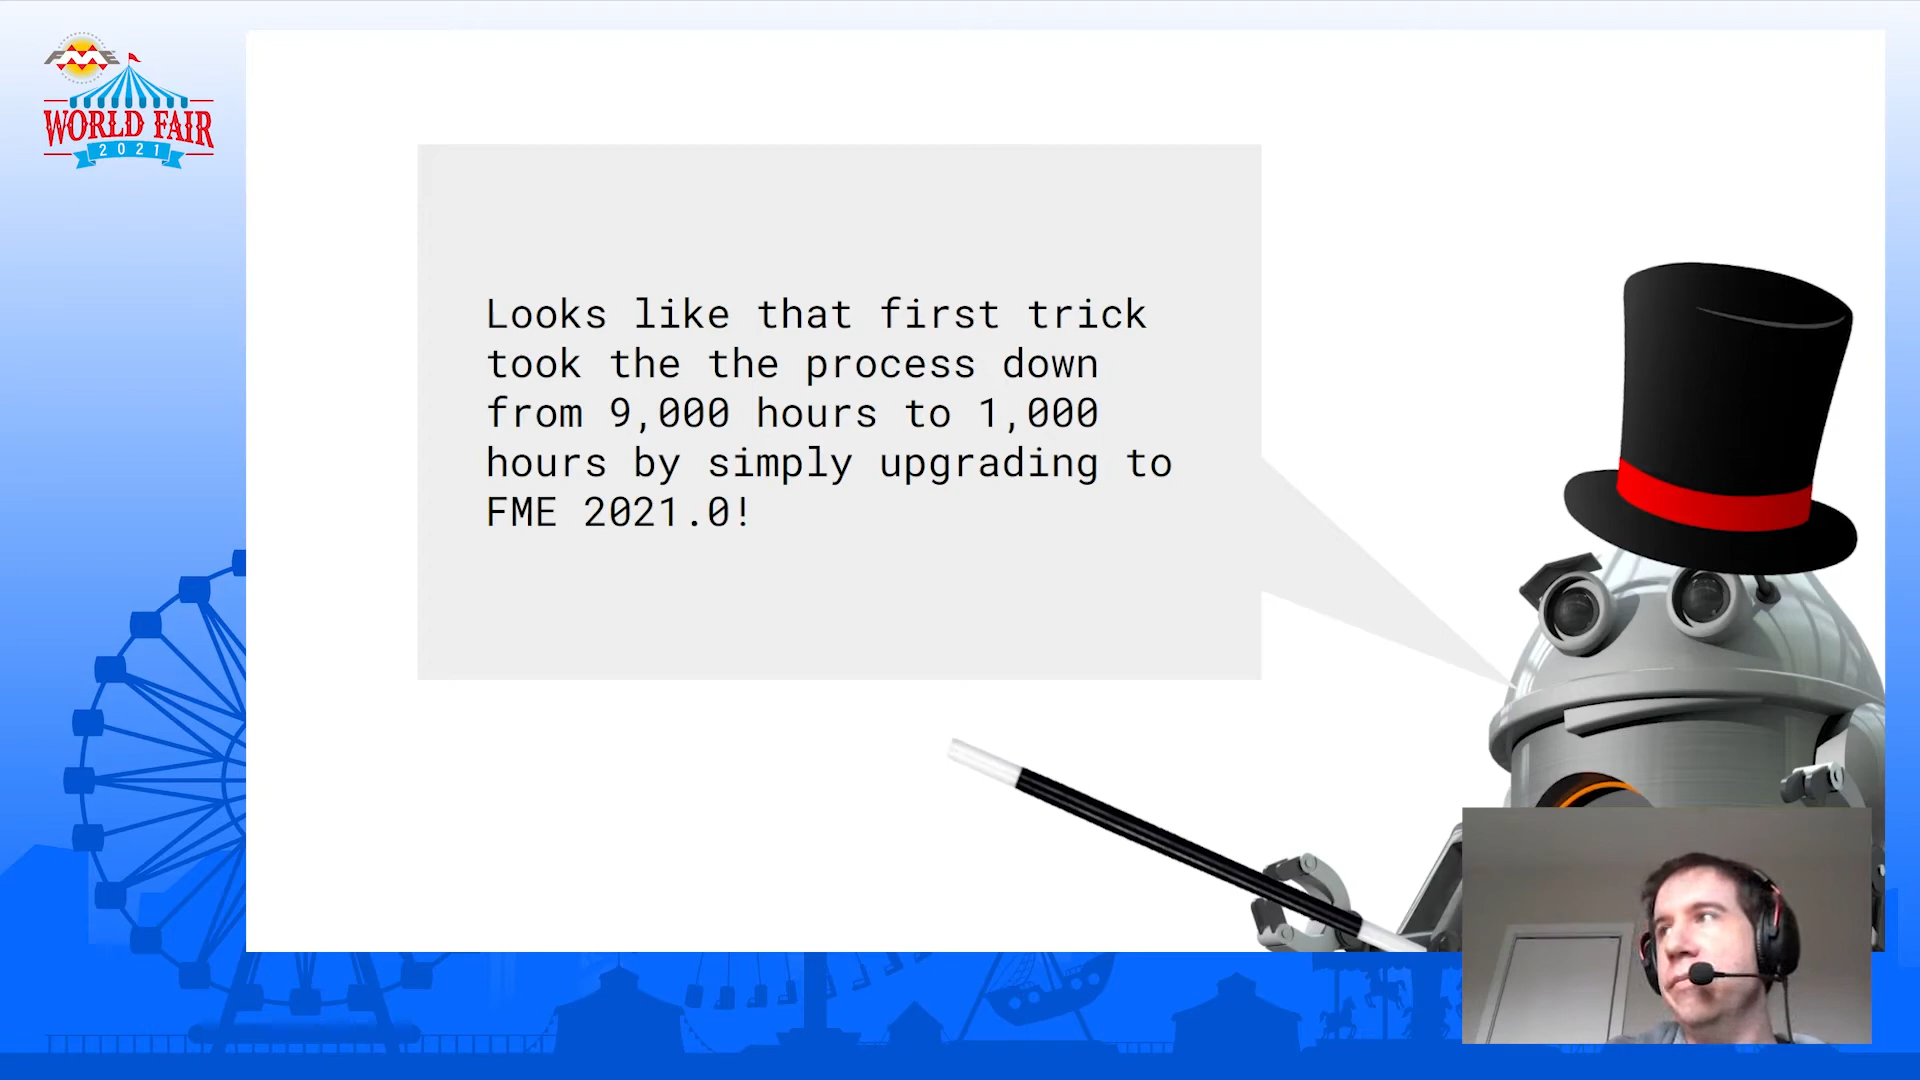 FME
WORLD FAIR
2021
Looks like that first trick
took the the process down
from 9,000 hours to 1,000
hours by simply upgrading to
FME 2021.0!